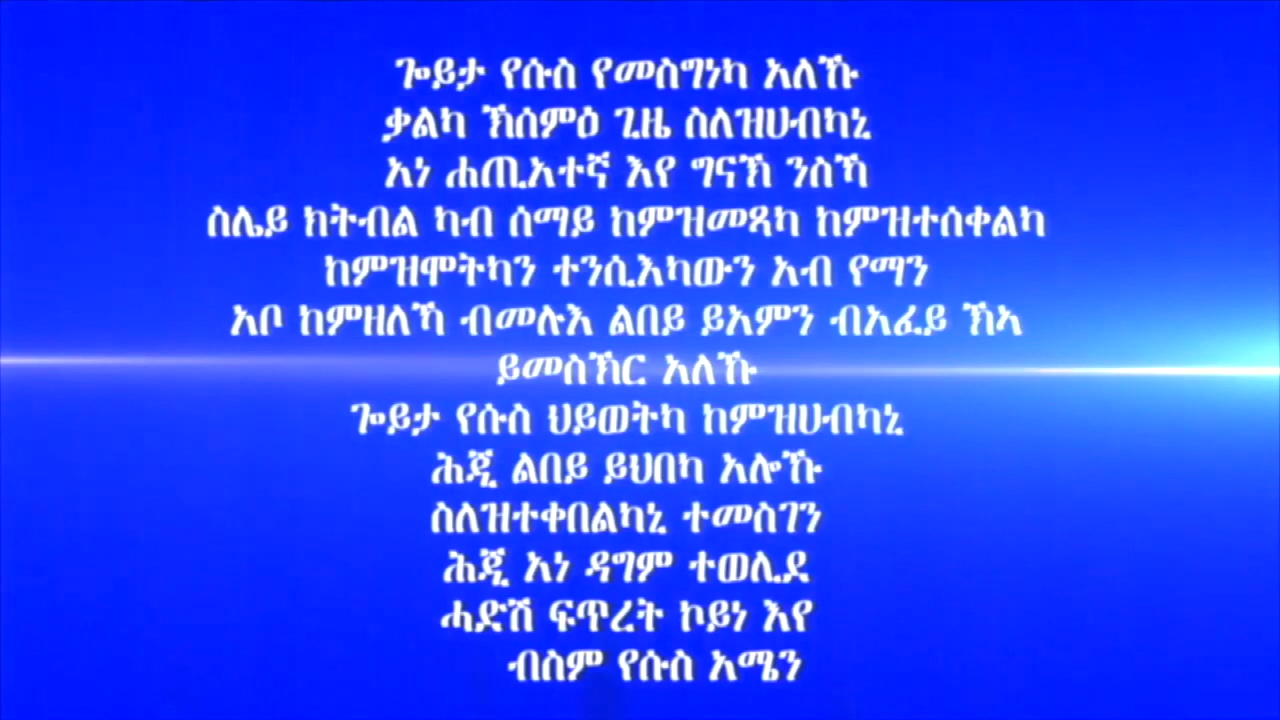 ጐይታ የሱስ የመስግነካ አለኹ
ቃልካ ኽሰምዕ ጊዜ ስለዝሀብካኒ
አነ ሐጢአተኛ እየ ግናኽ ንስኻ
ስሌይ ክትብል ካብ ሰማይ ከምዝመጻካ ከምዝተሰቀልካ
ከምዝሞትካን ተንሲእካውን አብ የማን
አቦ ከምዘለኻ ብመሉእ ልበይ ይአምን ብአፈይ ኽኣ
ይመስኽር አለኹ
ጐይታ የሱስ ህይወትካ ከምዝሀብካኒ
ሕጂ ልበይ ይህበካ አሎኹ
ስለዝተቀበልካኒ ተመስገን
ሕጂ አነ ዳግም ተወሊደ
ሓድሽ ፍጥረት ኮይነ እየ
ብስም የሱስ አሜን